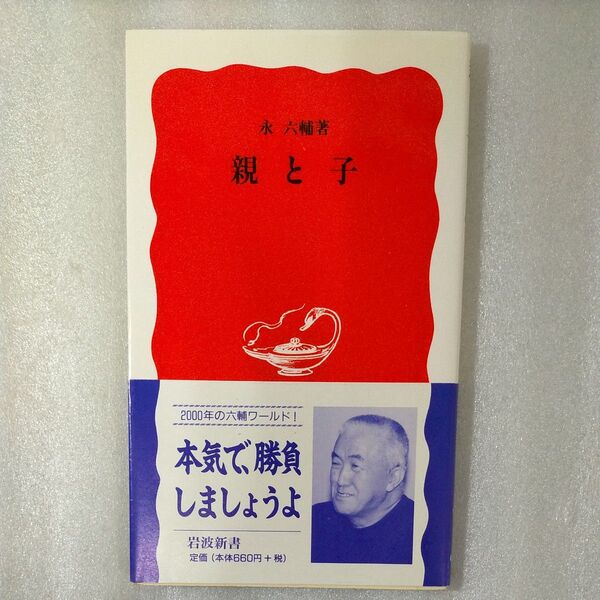 永 六輔著
親と子
2000年の六輔ワールド！
本気で、勝負
しましょうよ
岩波新書
定価（本体660円＋税）